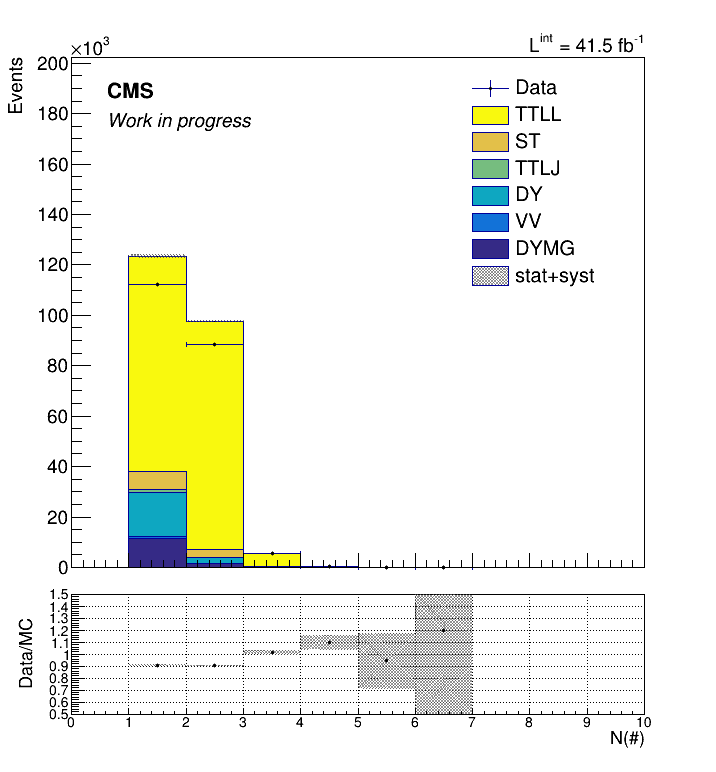 ×10³
L^int = 41.5 fb⁻¹
Events
200
180
160
140
120
100
80
60
40
20
0
CMS
Work in progress
Data
TTLL
ST
TTLJ
DY
VV
DYMG
stat+syst
Data/MC
1.5
1.4
1.3
1.2
1.1
1
0.9
0.8
0.7
0.6
0.5
0 1 2 3 4 5 6 7 8 9 10
N(#)